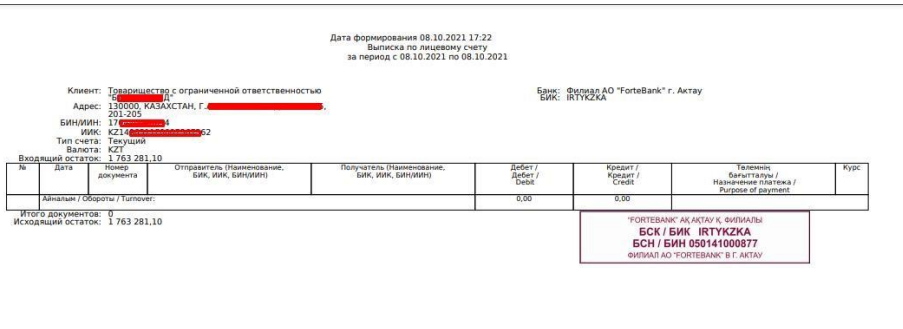 Дата формирования 08.10.2021 17:22
Выписка по лицевому счету
за период с 08.10.2021 по 08.10.2021
Клиент: Товарищество с ограниченной ответственностью
Банк: Филиал АО "ForteBank" г. Актау
БИК: IRTYKZKA
Адрес: 130000, КАЗАХСТАН, Г.
201-205
БИН/ИИН: 17
ИИК: KZ14
Тип счета: Текущий
Валюта: KZT
Входящий остаток: 1 763 281,10
№ Дата Номер документа Отправитель (Наименование, БИК, ИИК, БИН/ИИН) Получатель (Наименование, БИК, ИИК, БИН/ИИН) Дебет / Дебет / Debit Кредит / Кредит / Credit Төлемнің бағытталуы / Назначение платежа / Purpose of payment Курс
Айналым / Обороты / Turnover: 0,00 0,00
Итого документов: 0
Исходящий остаток: 1 763 281,10
"FORTEBANK" АҚ АҚТАУ Қ. ФИЛИАЛЫ
БСК / БИК IRTYKZKA
БСН / БИН 050141000877
ФИЛИАЛ АО "FORTEBANK" В Г. АКТАУ